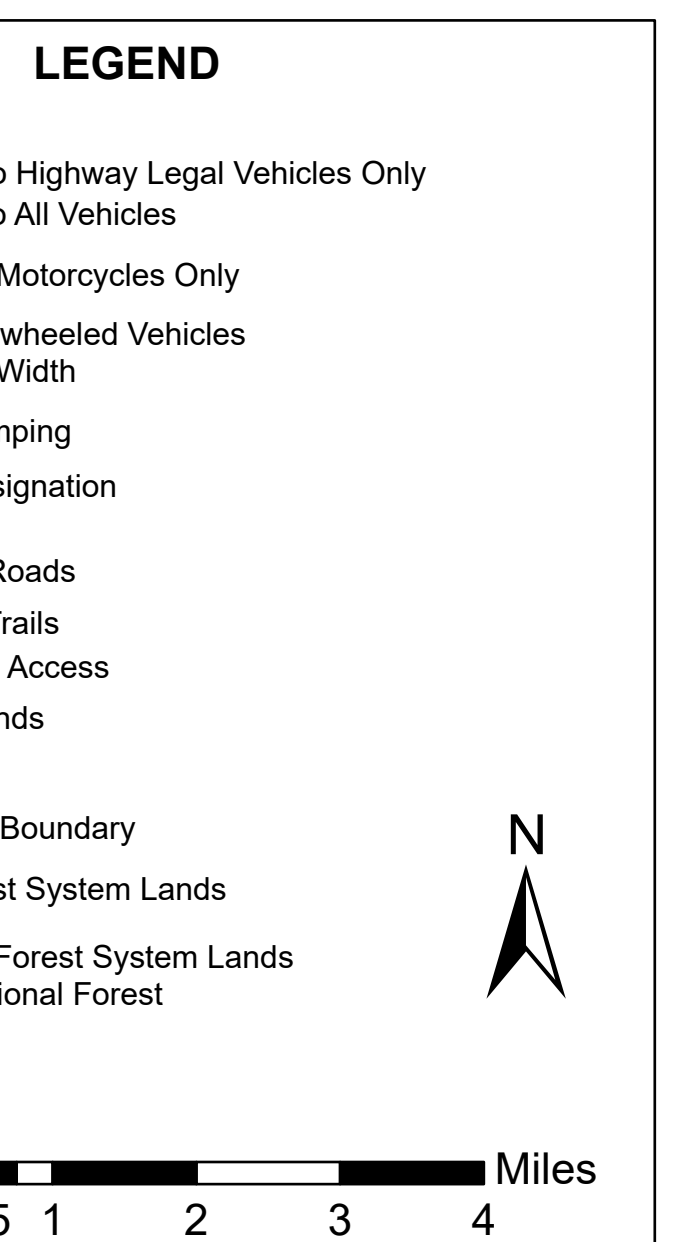 LEGEND
o Highway Legal Vehicles Only
o All Vehicles
Motorcycles Only
wheeled Vehicles
Width
mping
signation
Roads
Trails
Access
nds
Boundary
N
st System Lands
Forest System Lands
ional Forest
Miles
5 1 2 3 4